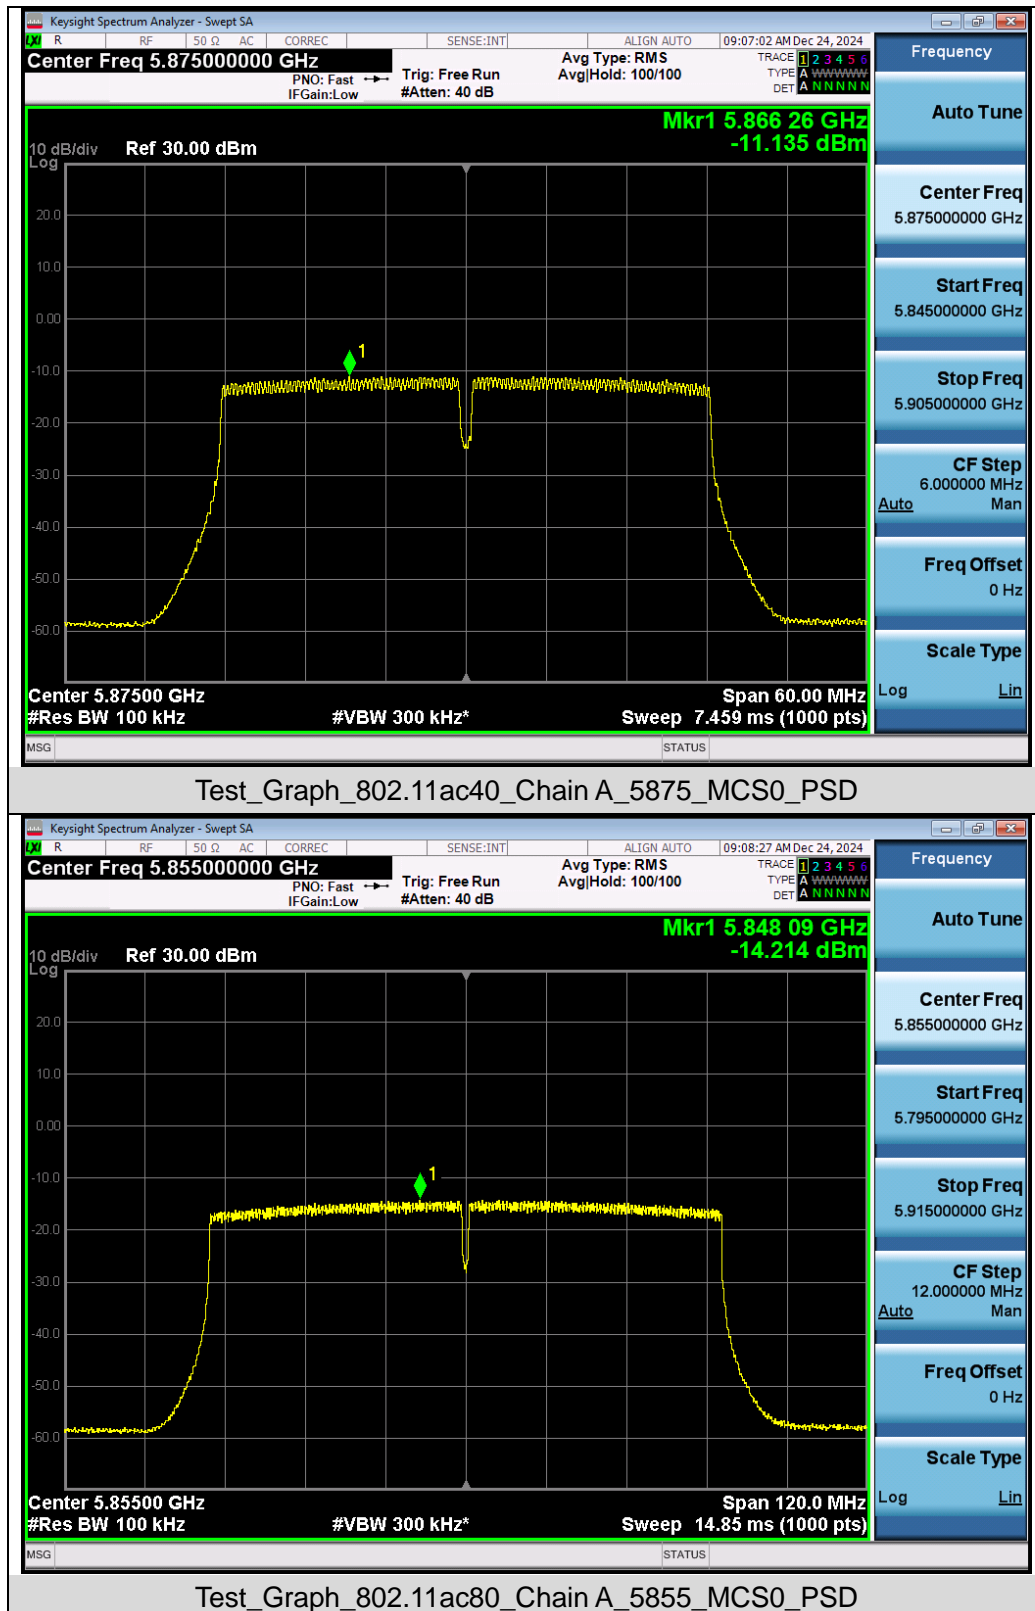 Keysight Spectrum Analyzer - Swept SA
LXI R RF 50 Ω AC CORREC SENSE:INT ALIGN AUTO 09:07:02 AM Dec 24, 2024
Center Freq 5.875000000 GHz
PNO: Fast
IFGain:Low
Trig: Free Run
#Atten: 40 dB
Avg Type: RMS
Avg|Hold: 100/100
TRACE 1 2 3 4 5 6
TYPE A WWWWW
DET A N N N N N
Mkr1 5.866 26 GHz
-11.135 dBm
10 dB/div
Log
Ref 30.00 dBm
20.0
10.0
0.00
-10.0
-20.0
-30.0
-40.0
-50.0
-60.0
1
Center 5.87500 GHz
Span 60.00 MHz
#Res BW 100 kHz
#VBW 300 kHz*
Sweep 7.459 ms (1000 pts)
MSG
STATUS
Frequency
Auto Tune
Center Freq
5.875000000 GHz
Start Freq
5.845000000 GHz
Stop Freq
5.905000000 GHz
CF Step
6.000000 MHz
Auto Man
Freq Offset
0 Hz
Scale Type
Log Lin
Test_Graph_802.11ac40_Chain A_5875_MCS0_PSD
Keysight Spectrum Analyzer - Swept SA
LXI R RF 50 Ω AC CORREC SENSE:INT ALIGN AUTO 09:08:27 AM Dec 24, 2024
Center Freq 5.855000000 GHz
PNO: Fast
IFGain:Low
Trig: Free Run
#Atten: 40 dB
Avg Type: RMS
Avg|Hold: 100/100
TRACE 1 2 3 4 5 6
TYPE A WWWWW
DET A N N N N N
Mkr1 5.848 09 GHz
-14.214 dBm
10 dB/div
Log
Ref 30.00 dBm
20.0
10.0
0.00
-10.0
-20.0
-30.0
-40.0
-50.0
-60.0
1
Center 5.85500 GHz
Span 120.0 MHz
#Res BW 100 kHz
#VBW 300 kHz*
Sweep 14.85 ms (1000 pts)
MSG
STATUS
Frequency
Auto Tune
Center Freq
5.855000000 GHz
Start Freq
5.795000000 GHz
Stop Freq
5.915000000 GHz
CF Step
12.000000 MHz
Auto Man
Freq Offset
0 Hz
Scale Type
Log Lin
Test_Graph_802.11ac80_Chain A_5855_MCS0_PSD